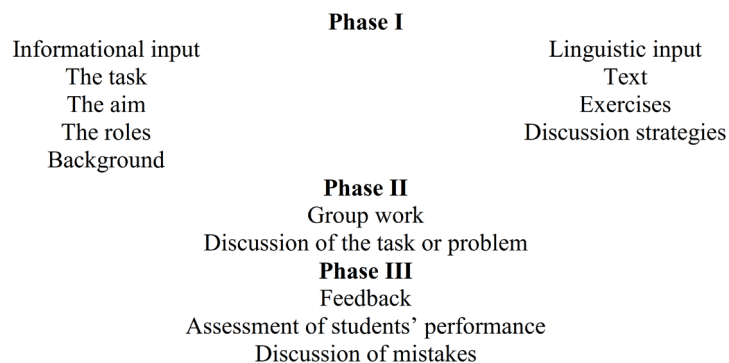 Phase I
Informational input
The task
The aim
The roles
Background
Linguistic input
Text
Exercises
Discussion strategies
Phase II
Group work
Discussion of the task or problem
Phase III
Feedback
Assessment of students’ performance
Discussion of mistakes